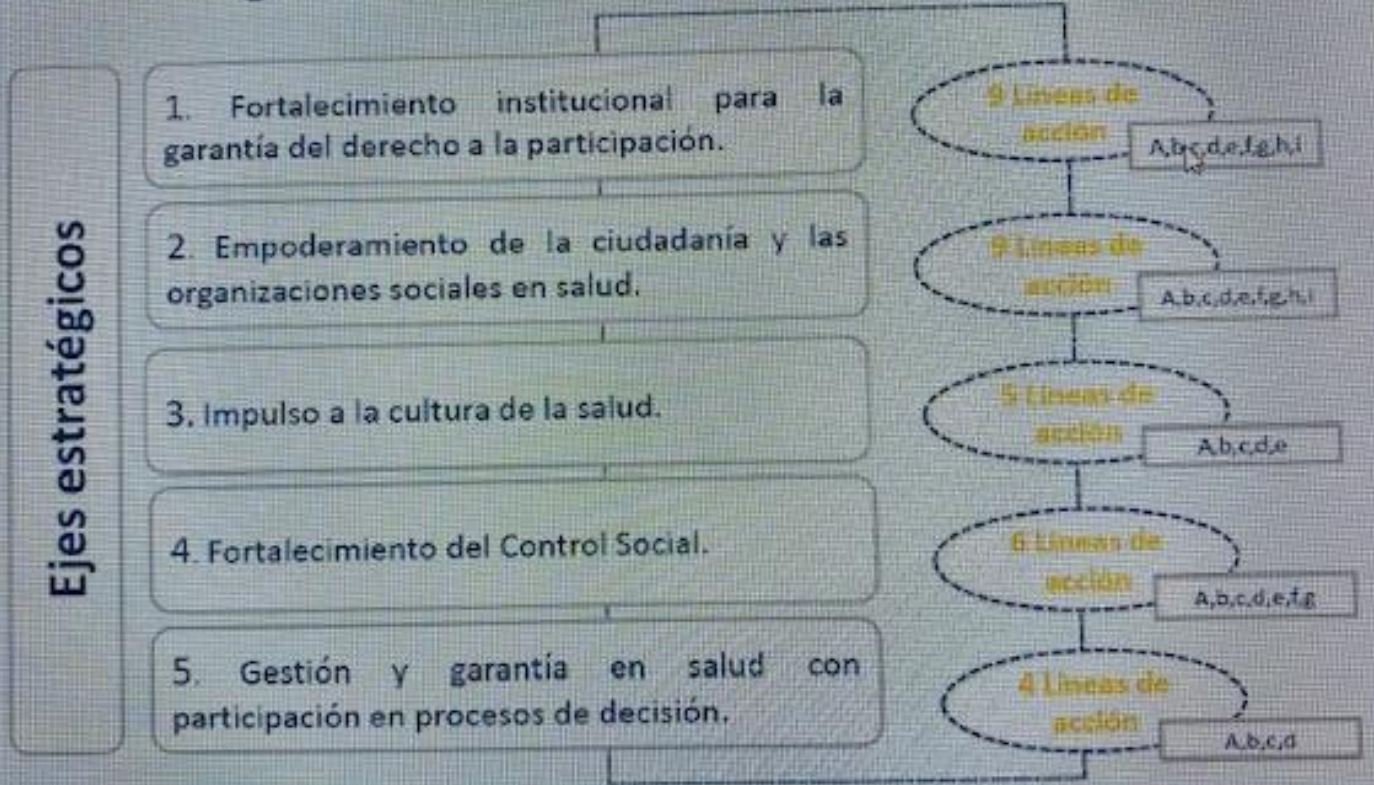 Ejes estratégicos
1. Fortalecimiento institucional para la
garantía del derecho a la participación.
9 Líneas de
acción
A,b,c,d,e,f,g,h,i
2. Empoderamiento de la ciudadanía y las
organizaciones sociales en salud.
9 Líneas de
acción
A,b,c,d,e,f,g,h,i
3. Impulso a la cultura de la salud.
5 Líneas de
acción
A,b,c,d,e
4. Fortalecimiento del Control Social.
6 Líneas de
acción
A,b,c,d,e,f,g
5. Gestión y garantía en salud con
participación en procesos de decisión.
4 Líneas de
acción
A,b,c,d